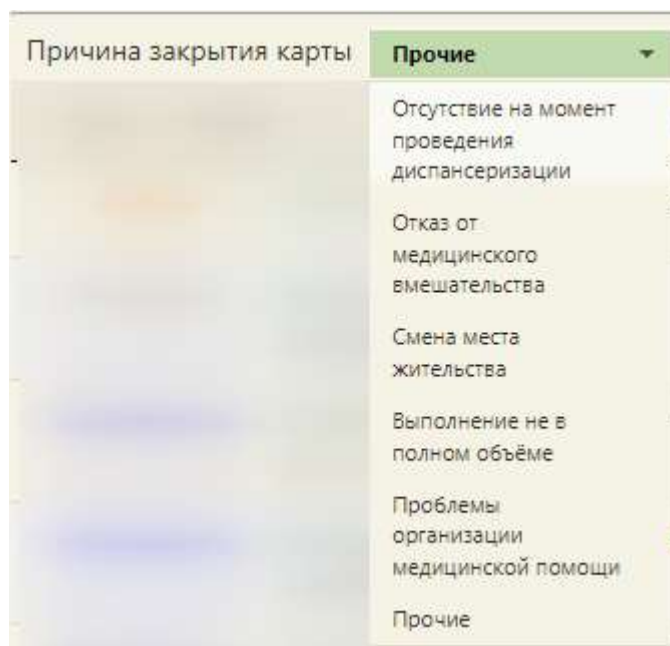 Причина закрытия карты Прочие
Отсутствие на момент
проведения
диспансеризации
Отказ от
медицинского
вмешательства
Смена места
жительства
Выполнение не в
полном объёме
Проблемы
организации
медицинской помощи
Прочие